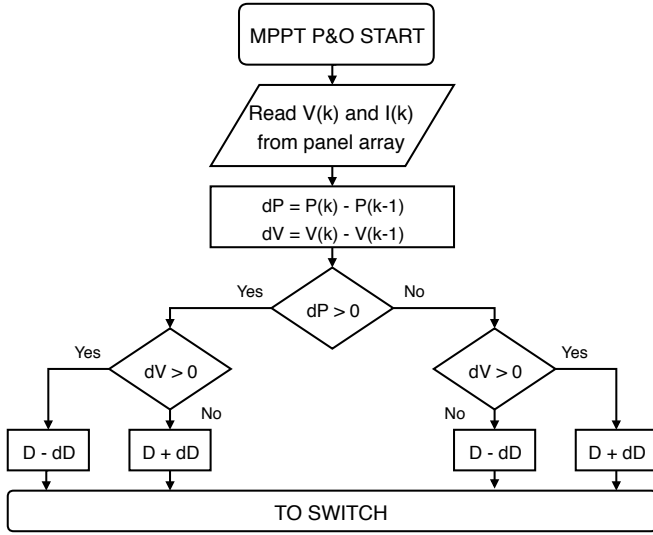 MPPT P&O START
Read V(k) and I(k)
from panel array
dP = P(k) - P(k-1)
dV = V(k) - V(k-1)
Yes
No
dP > 0
Yes
dV > 0
No
dV > 0
Yes
No
D - dD
D + dD
D - dD
D + dD
TO SWITCH